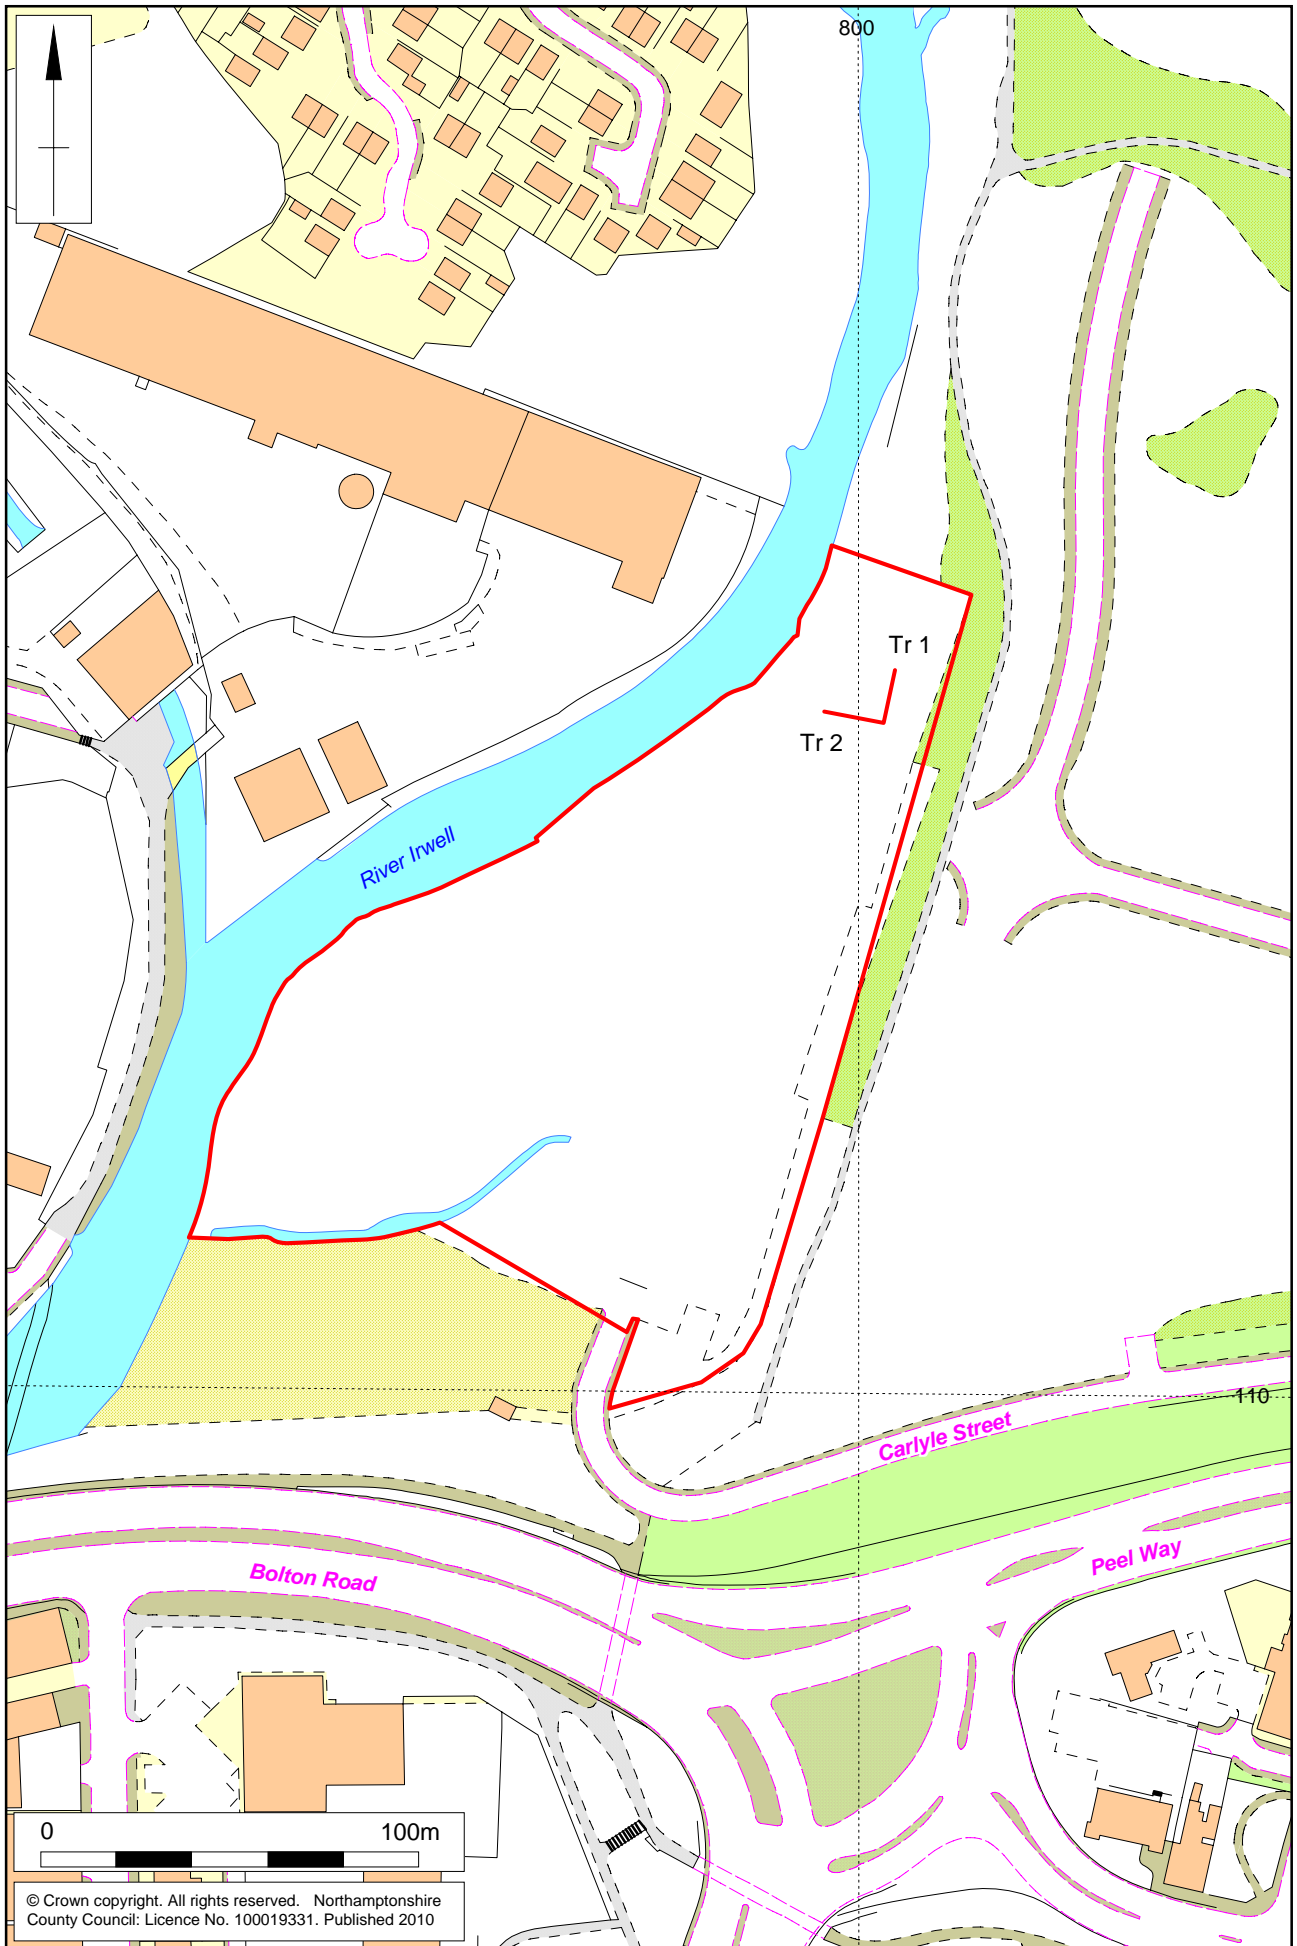 800
Tr 1
Tr 2
River Irwell
110
Carlyle Street
Peel Way
Bolton Road
0 100m
© Crown copyright. All rights reserved. Northamptonshire
County Council: Licence No. 100019331. Published 2010